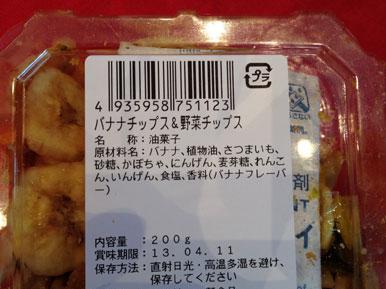 4 935958 751123
プラ
バナナチップス&野菜チップス
名　　称：油菓子
原材料名：バナナ、植物油、さつまいも、
砂糖、かぼちゃ、にんげん、麦芽糖、れんこ
ん、いんげん、食塩、香料(バナナフレーバ
ー)
内容量：200g
賞味期限：13.04.11
保存方法：直射日光・高温多湿を避け、
保存してください
剤